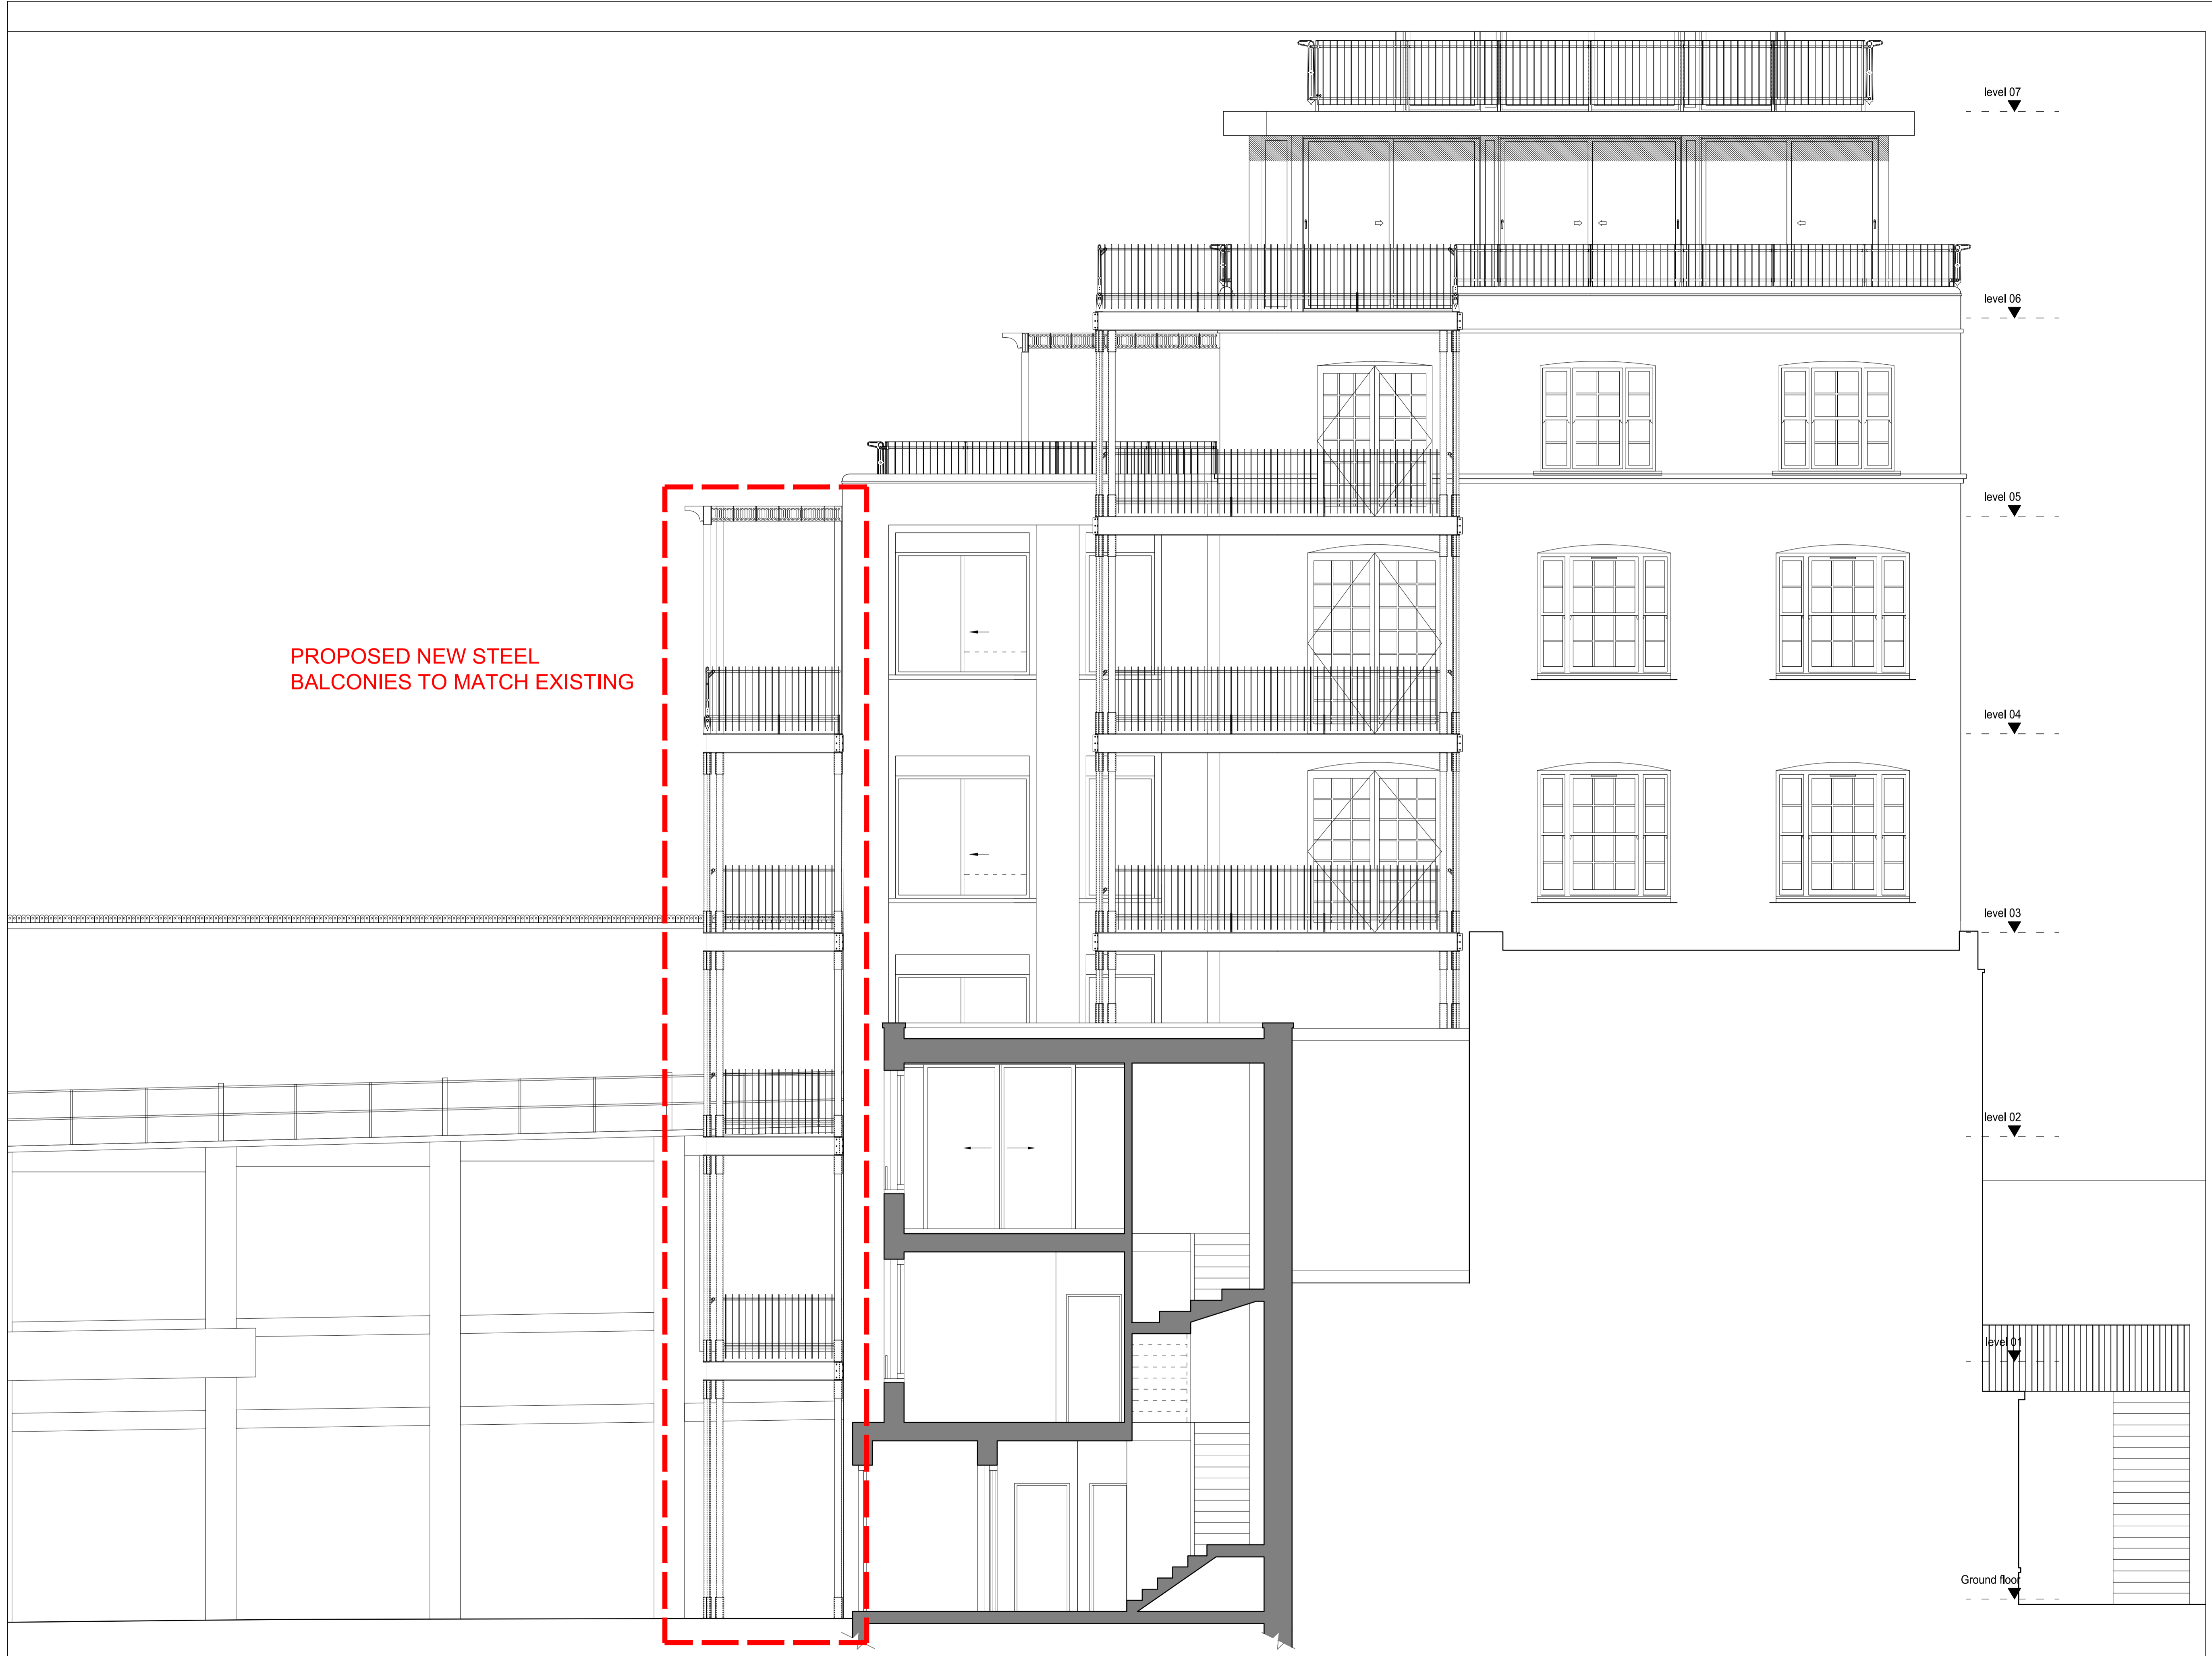 level 07
level 06
level 05
PROPOSED NEW STEEL
BALCONIES TO MATCH EXISTING
level 04
level 03
level 02
level 01
Ground floor